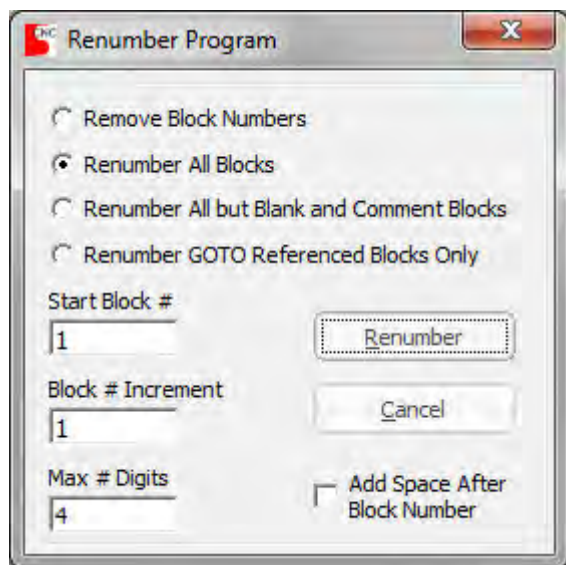 CNC
Renumber Program
X
Remove Block Numbers
Renumber All Blocks
Renumber All but Blank and Comment Blocks
Renumber GOTO Referenced Blocks Only
Start Block #
1
Renumber
Block # Increment
1
Cancel
Max # Digits
4
Add Space After
Block Number